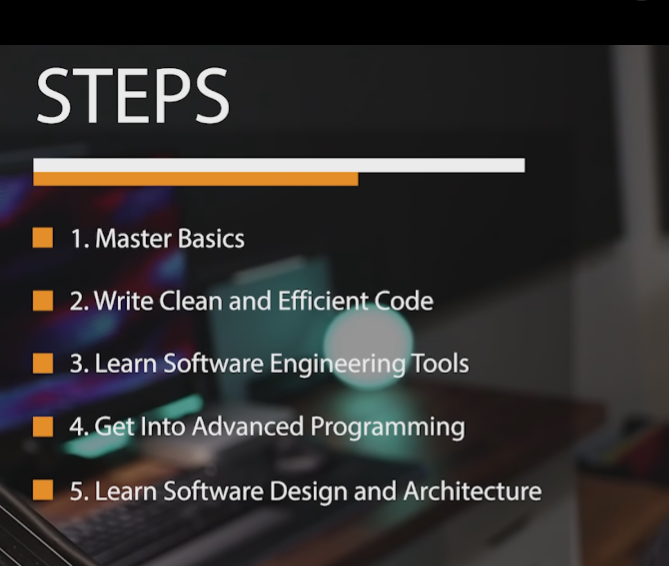 STEPS
1. Master Basics
2. Write Clean and Efficient Code
3. Learn Software Engineering Tools
4. Get Into Advanced Programming
5. Learn Software Design and Architecture